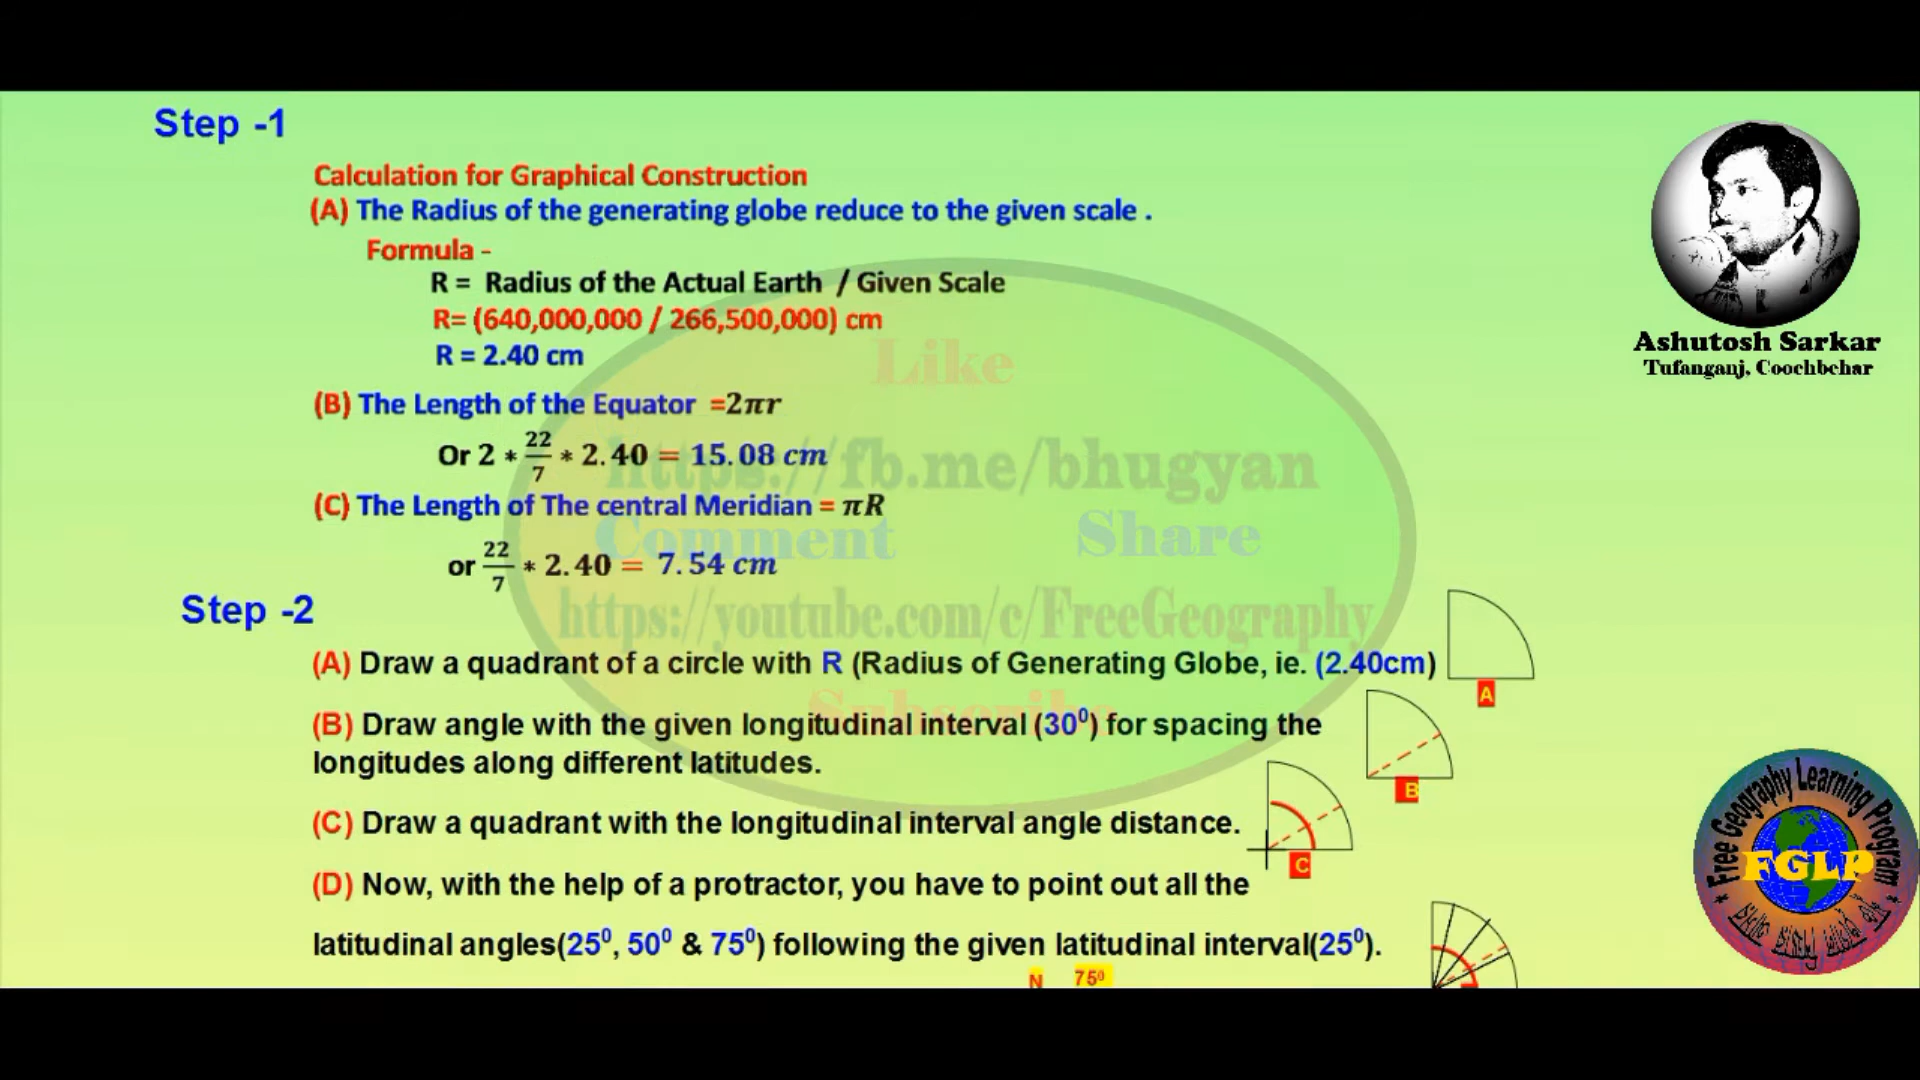 Step -1
Calculation for Graphical Construction
(A) The Radius of the generating globe reduce to the given scale .
Formula -
R = Radius of the Actual Earth / Given Scale
R= (640,000,000 / 266,500,000) cm
R = 2.40 cm
(B) The Length of the Equator =2πr
Or 2 * 22/7 * 2.40 = 15.08 cm
(C) The Length of The central Meridian = πR
or 22/7 * 2.40 = 7.54 cm
Step -2
(A) Draw a quadrant of a circle with R (Radius of Generating Globe, ie. (2.40cm)
A
(B) Draw angle with the given longitudinal interval (30⁰) for spacing the
longitudes along different latitudes.
B
(C) Draw a quadrant with the longitudinal interval angle distance.
C
(D) Now, with the help of a protractor, you have to point out all the
latitudinal angles(25⁰, 50⁰ & 75⁰) following the given latitudinal interval(25⁰).
N 75⁰
Like
https://fb.me/bhugyan
Comment Share
https://youtube.com/c/FreeGeography
Subscribe
Ashutosh Sarkar
Tufanganj, Coochbehar
Free Geography Learning Program
FGLP